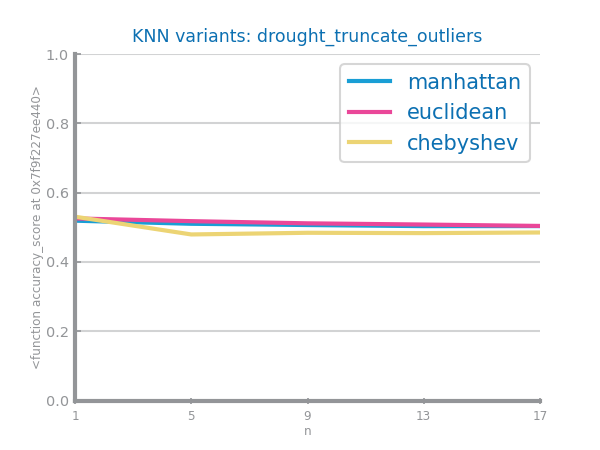 KNN variants: drought_truncate_outliers
1.0
0.8
0.6
0.4
0.2
0.0
<function accuracy_score at 0x7f9f227ee440>
manhattan
euclidean
chebyshev
1 5 9 13 17
n